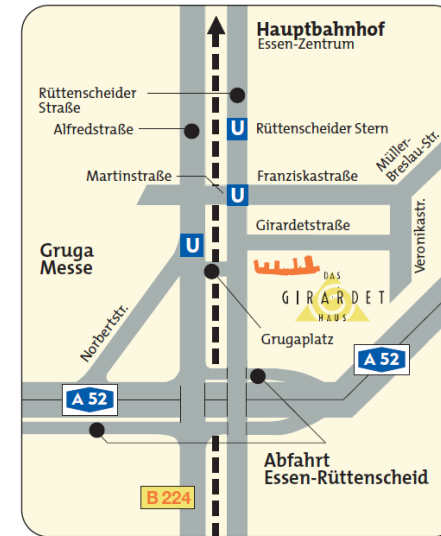 Hauptbahnhof
Essen-Zentrum
Rüttenscheider
Straße
Alfredstraße
U
Rüttenscheider Stern
Müller-
Breslau-Str.
Martinstraße
Franziskastraße
U
Girardetstraße
Veronikastr.
U
Gruga
Messe
DAS
GIRARDET
HAUS
Norbertstr.
Grugaplatz
A 52
A 52
Abfahrt
Essen-Rüttenscheid
B 224